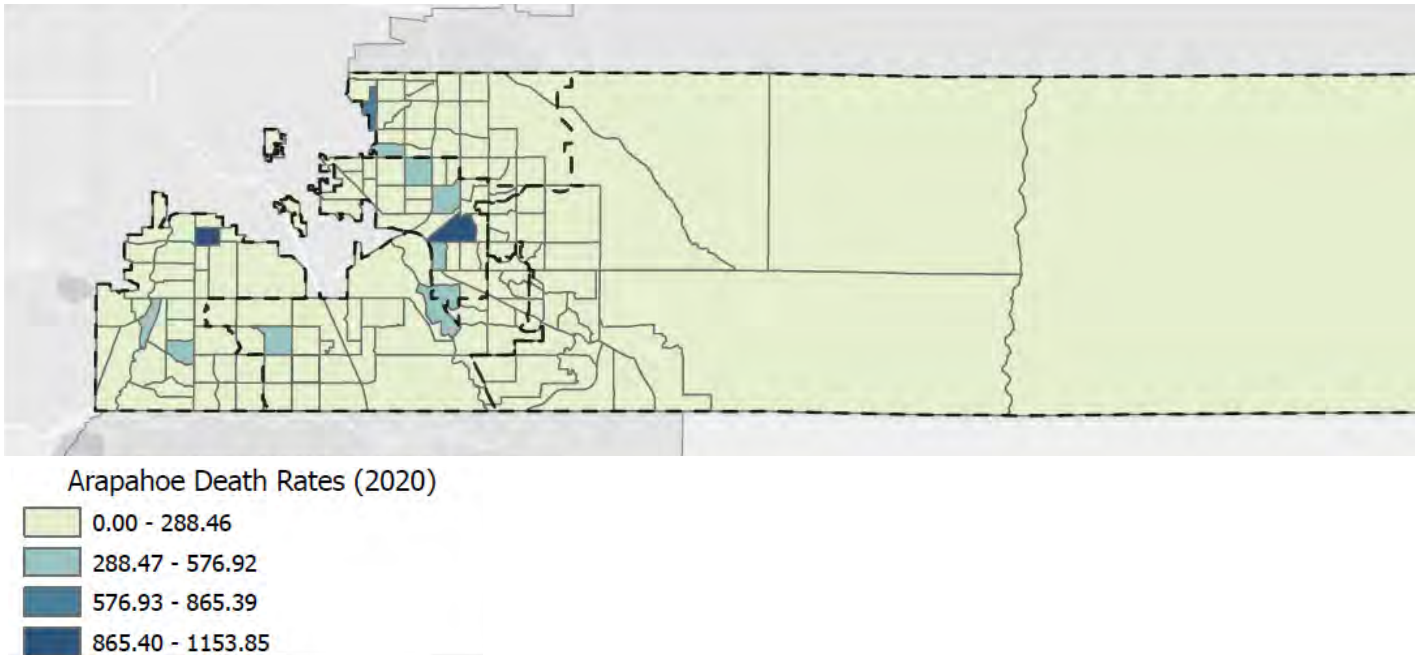 Arapahoe Death Rates (2020)
0.00 - 288.46
288.47 - 576.92
576.93 - 865.39
865.40 - 1153.85